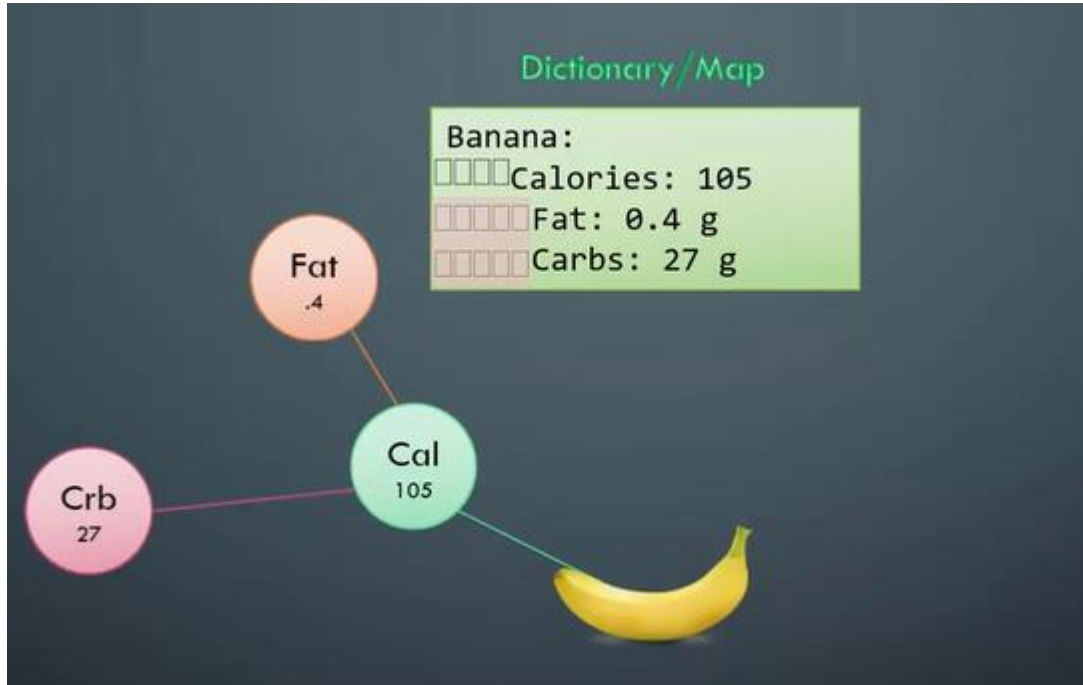 Dictionary/Map
Banana:
Calories: 105
Fat: 0.4 g
Carbs: 27 g
Fat
.4
Cal
105
Crb
27